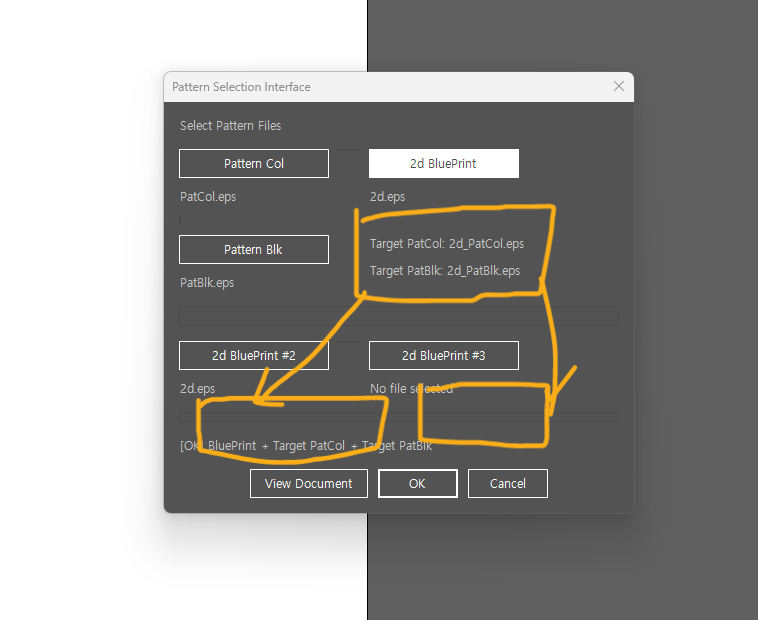 Pattern Selection Interface
Select Pattern Files
Pattern Col
2d BluePrint
PatCol.eps
2d.eps
Target PatCol: 2d_PatCol.eps
Pattern Blk
Target PatBlk: 2d_PatBlk.eps
PatBlk.eps
2d BluePrint #2
2d BluePrint #3
2d.eps
No file selected
[OK] BluePrint + Target PatCol + Target PatBlk
View Document
OK
Cancel